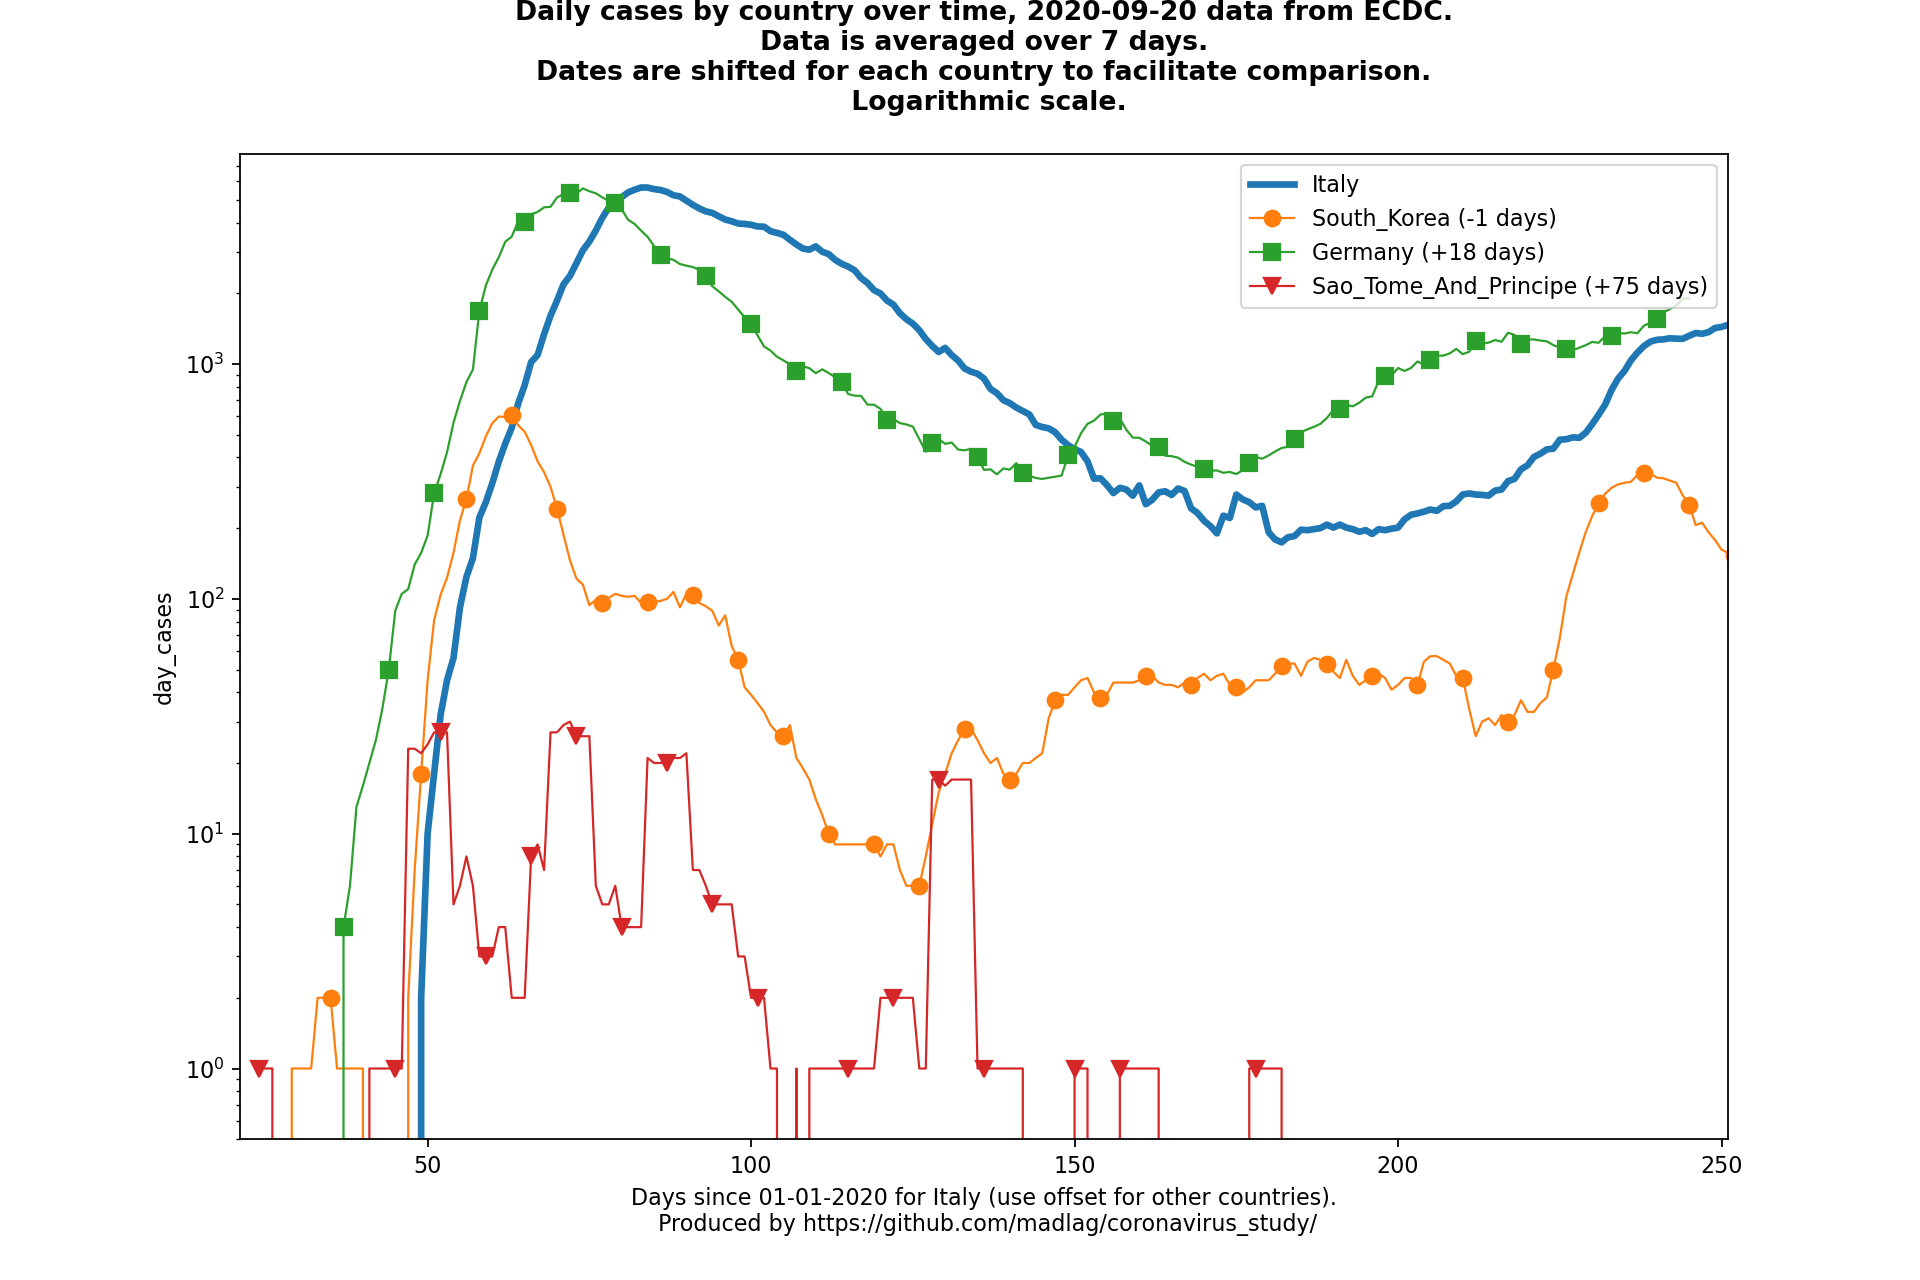 Daily cases by country over time, 2020-09-20 data from ECDC.
Data is averaged over 7 days.
Dates are shifted for each country to facilitate comparison.
Logarithmic scale.
Italy
South_Korea (-1 days)
Germany (+18 days)
Sao_Tome_And_Principe (+75 days)
10³
10²
10¹
10⁰
day_cases
50 100 150 200 250
Days since 01-01-2020 for Italy (use offset for other countries).
Produced by https://github.com/madlag/coronavirus_study/